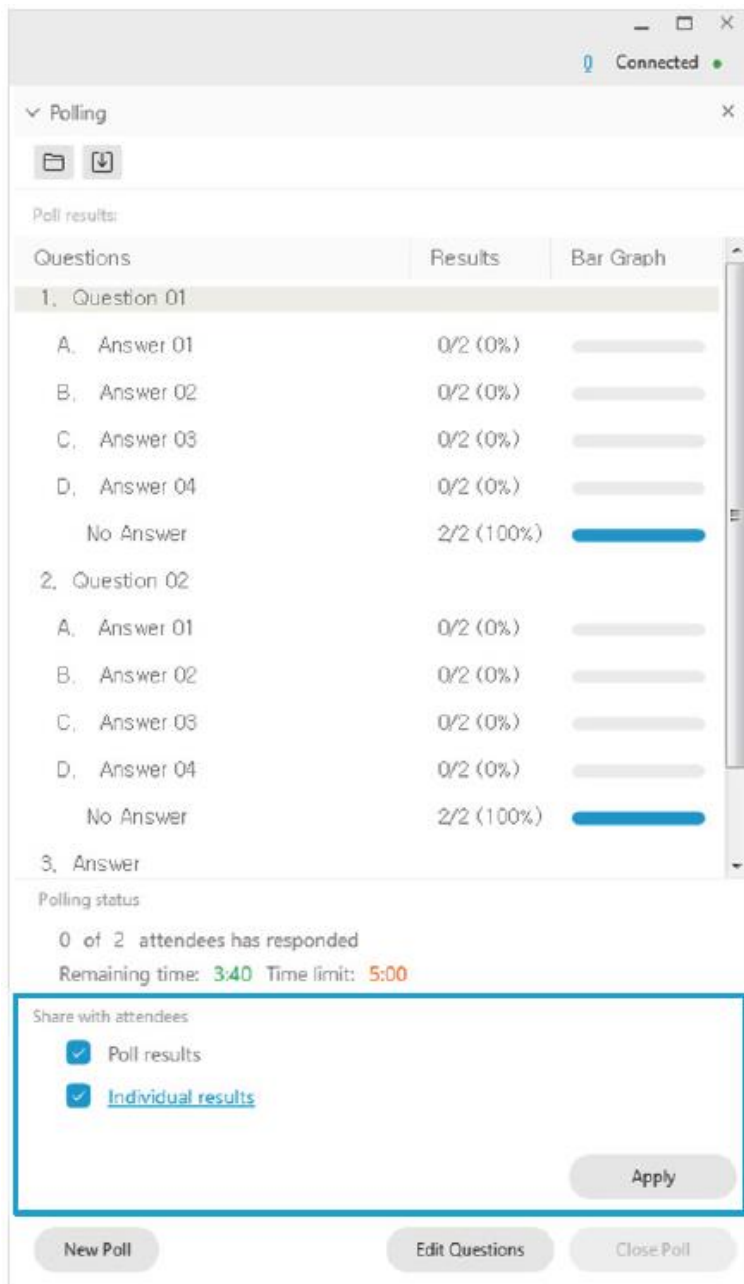 Connected
Polling
Poll results:
Questions Results Bar Graph
1. Question 01
A. Answer 01 0/2 (0%)
B. Answer 02 0/2 (0%)
C. Answer 03 0/2 (0%)
D. Answer 04 0/2 (0%)
No Answer 2/2 (100%)
2. Question 02
A. Answer 01 0/2 (0%)
B. Answer 02 0/2 (0%)
C. Answer 03 0/2 (0%)
D. Answer 04 0/2 (0%)
No Answer 2/2 (100%)
3. Answer
Polling status
0 of 2 attendees has responded
Remaining time: 3:40 Time limit: 5:00
Share with attendees
Poll results
Individual results
Apply
New Poll Edit Questions Close Poll